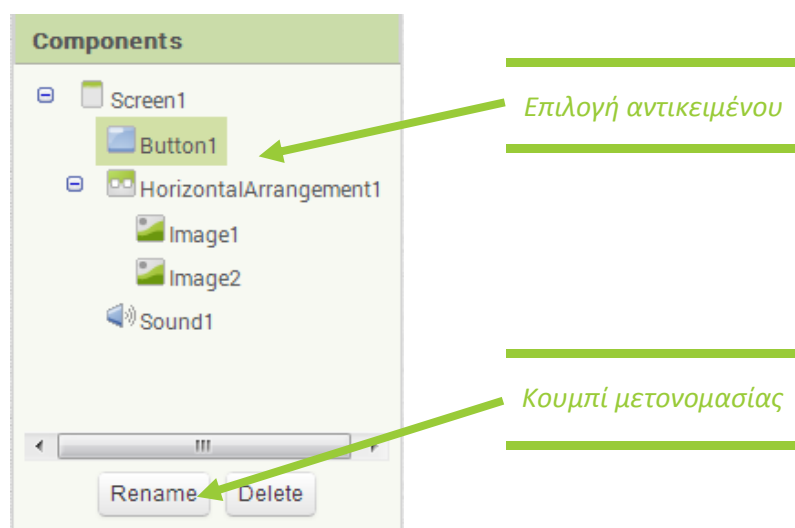 Components
Screen1
Button1
HorizontalArrangement1
Image1
Image2
Sound1
Rename
Delete
Επιλογή αντικειμένου
Κουμπί μετονομασίας